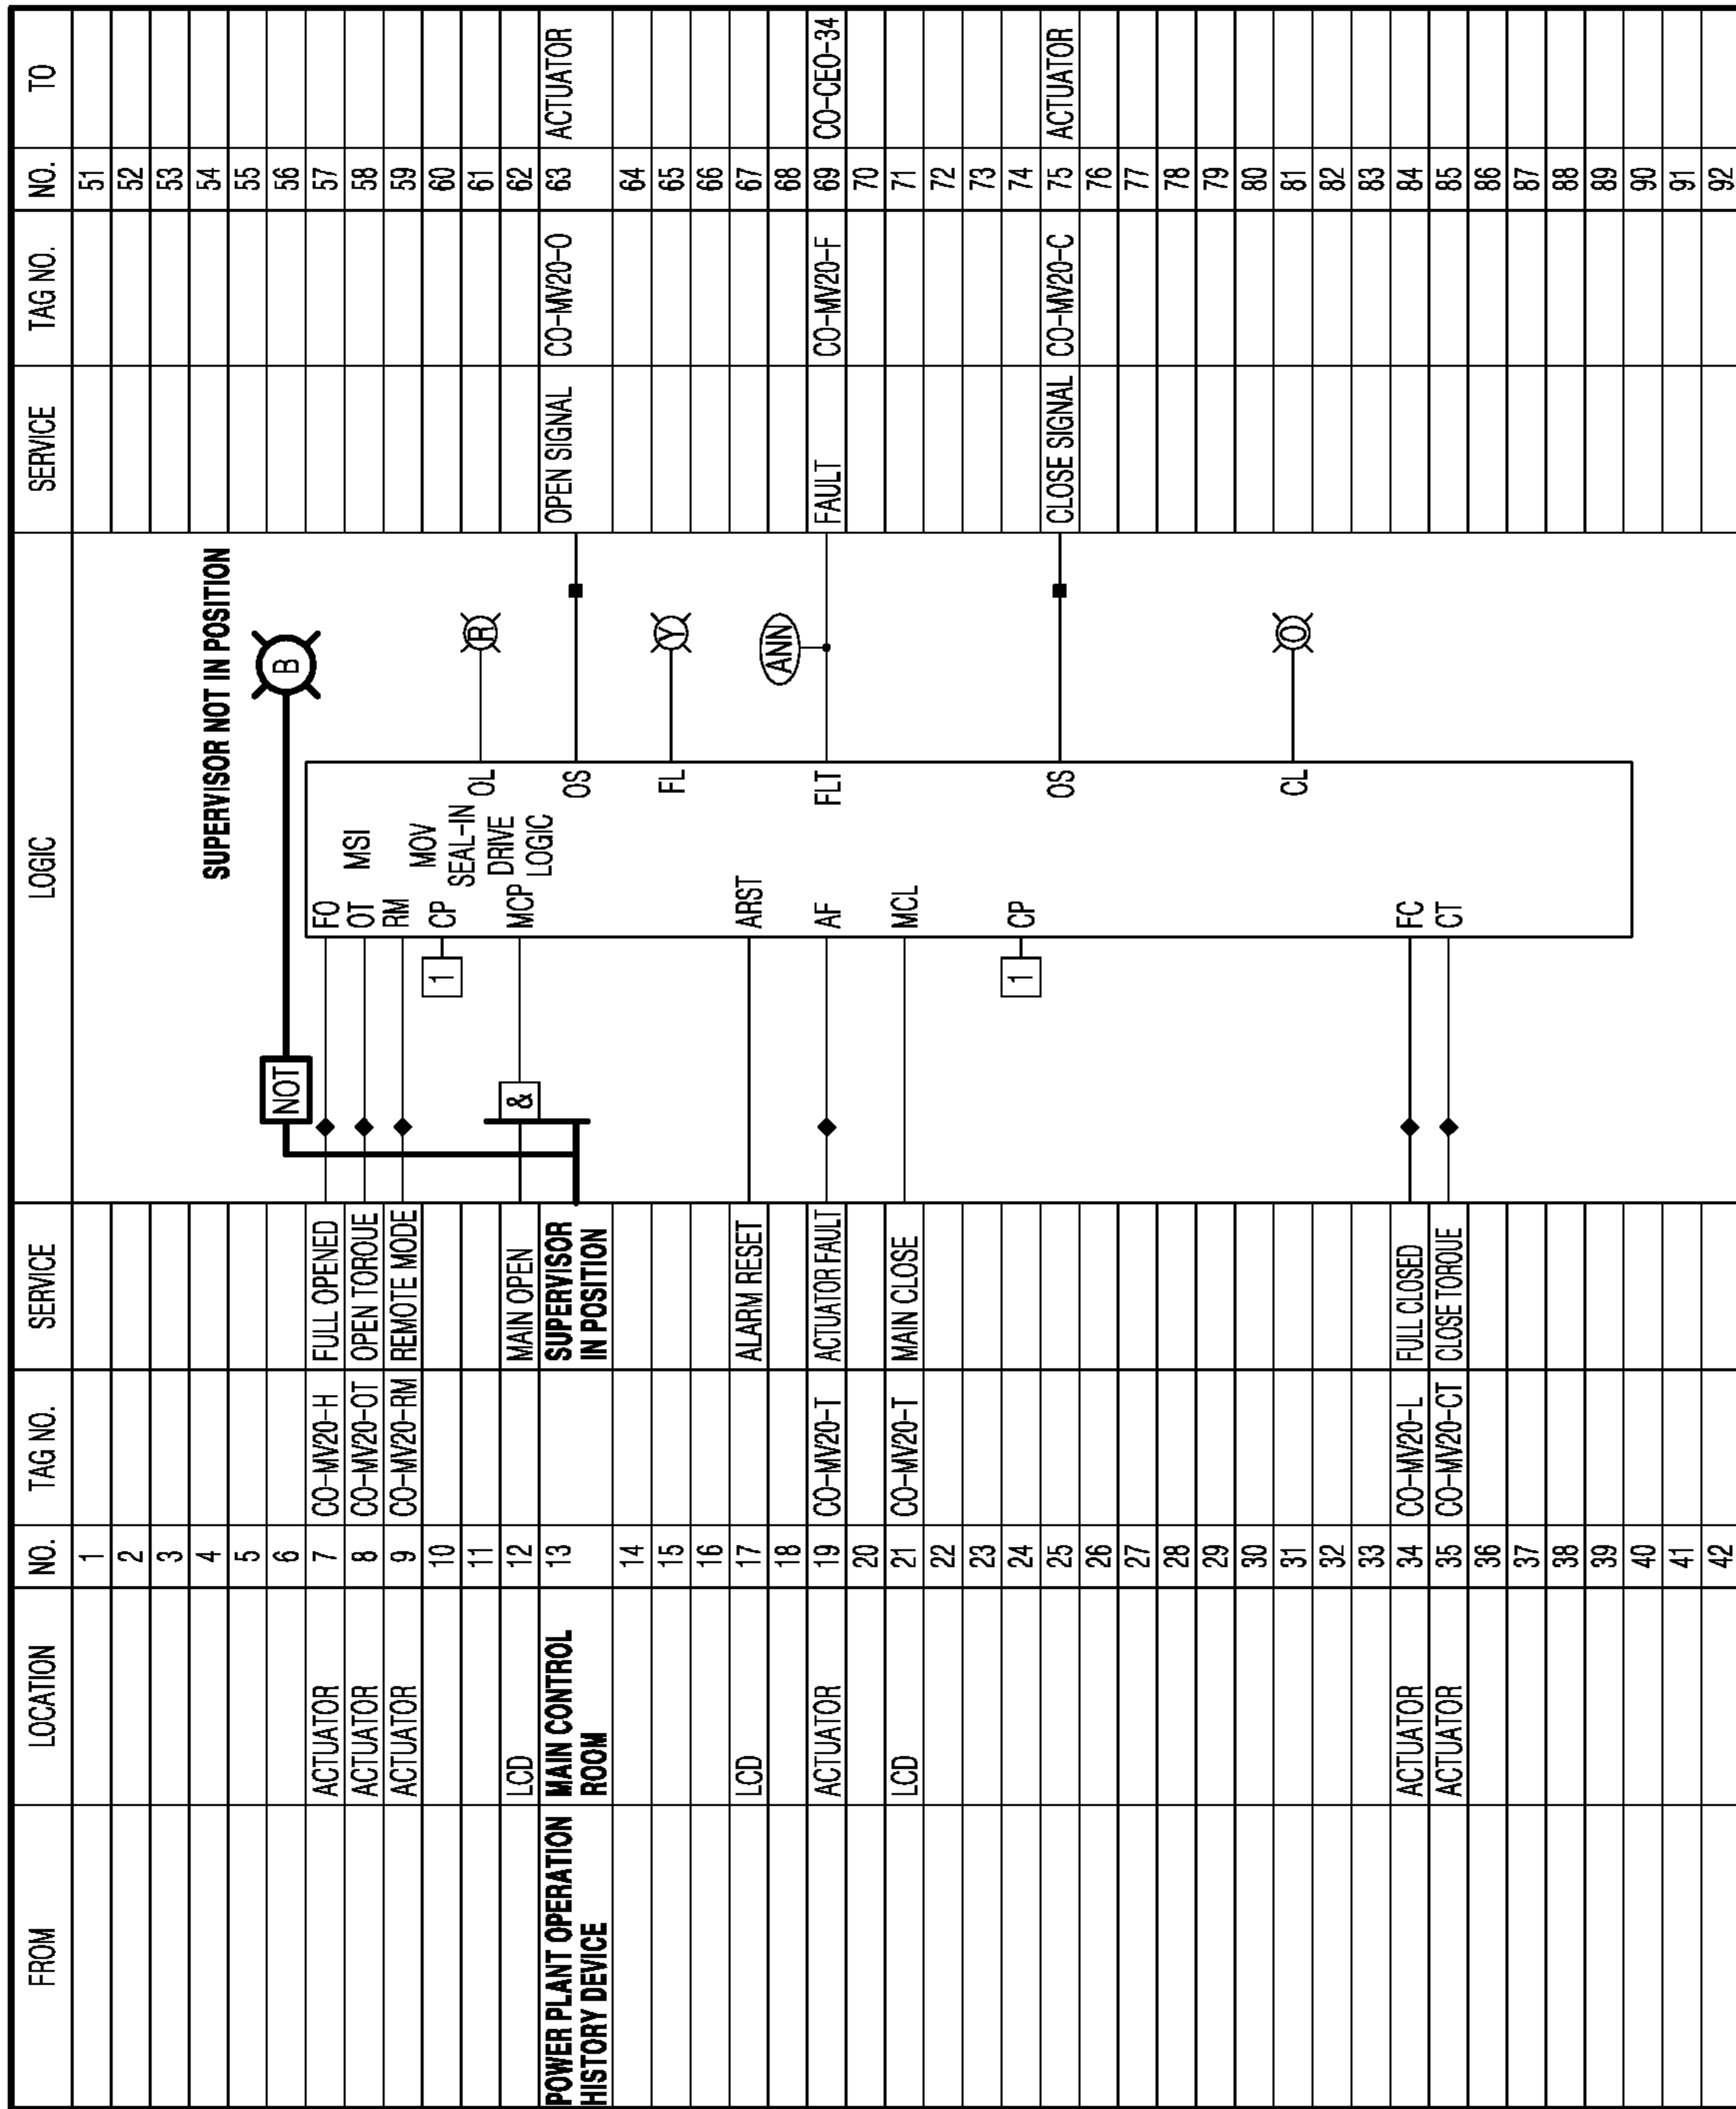 FROM LOCATION NO. TAG NO. SERVICE LOGIC SERVICE TAG NO. NO. TO
1 51
2 52
3 53
4 SUPERVISOR NOT IN POSITION 54
5 55
6 NOT B 56
7 ACTUATOR CO-MV20-H FULL OPENED FO 57
8 ACTUATOR CO-MV20-OT OPEN TORQUE OT MSI 58
9 ACTUATOR CO-MV20-RM REMOTE MODE RM MOV 59
10 1 CP SEAL-IN 60
11 DRIVE OL R 61
12 LCD MAIN OPEN & MCP LOGIC 62
POWER PLANT OPERATION MAIN CONTROL 13 SUPERVISOR OS OPEN SIGNAL CO-MV20-O 63 ACTUATOR
HISTORY DEVICE ROOM IN POSITION
14 64
15 FL Y 65
16 66
17 LCD ALARM RESET ARST 67
18 ANN 68
19 ACTUATOR CO-MV20-T ACTUATOR FAULT AF FLT FAULT CO-MV20-F 69 CO-CEO-34
20 70
21 LCD CO-MV20-T MAIN CLOSE MCL 71
22 72
23 73
24 1 CP 74
25 OS CLOSE SIGNAL CO-MV20-C 75 ACTUATOR
26 76
27 77
28 78
29 79
30 80
31 CL O 81
32 82
33 83
34 ACTUATOR CO-MV20-L FULL CLOSED FC 84
35 ACTUATOR CO-MV20-CT CLOSE TORQUE CT 85
36 86
37 87
38 88
39 89
40 90
41 91
42 92